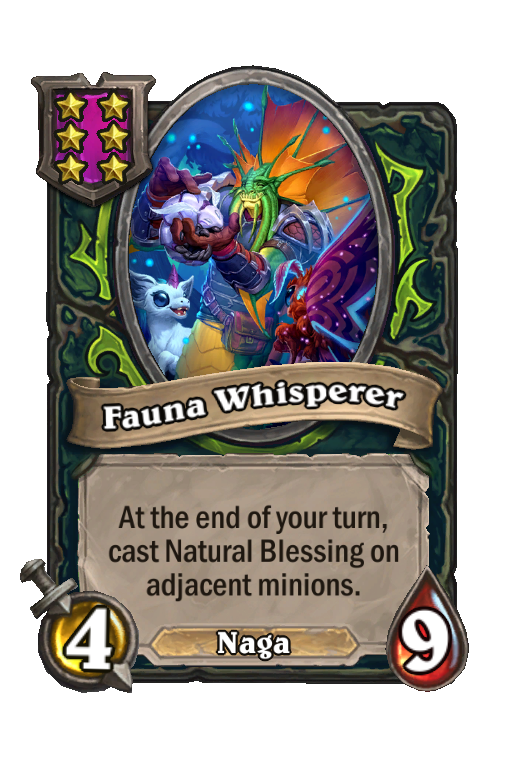 Fauna Whisperer
At the end of your turn,
cast Natural Blessing on
adjacent minions.
4
Naga
9